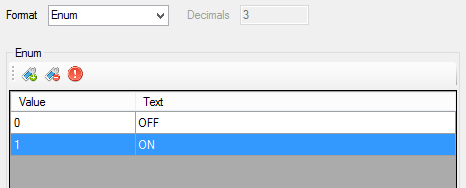 Format Enum Decimals 3
Enum
Value Text
0 OFF
1 ON